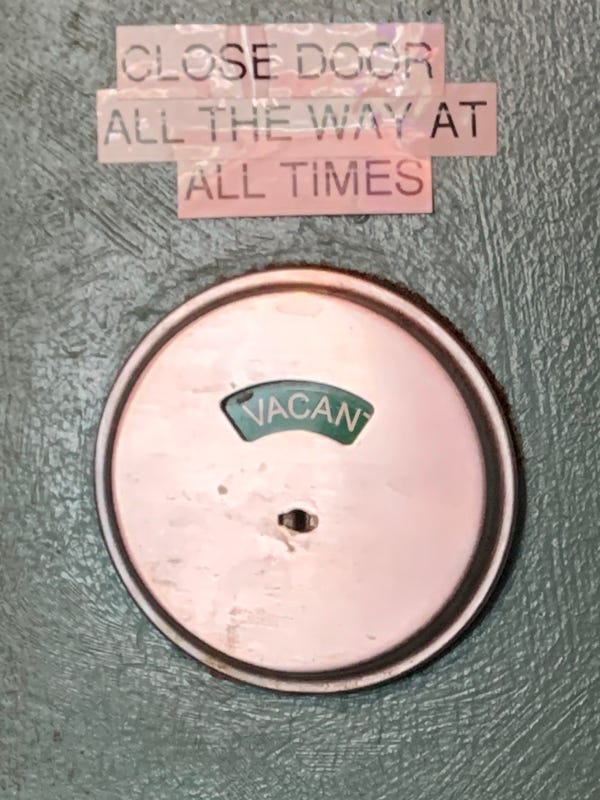 CLOSE DOOR
ALL THE WAY AT
ALL TIMES
VACANT